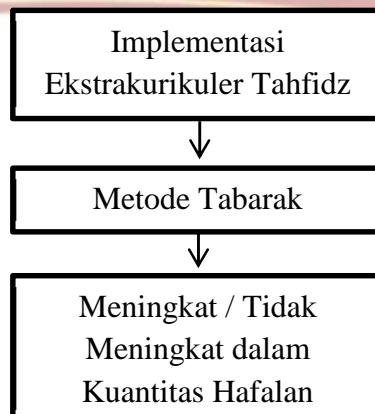 Implementasi
Ekstrakurikuler Tahfidz
Metode Tabarak
Meningkat / Tidak
Meningkat dalam
Kuantitas Hafalan